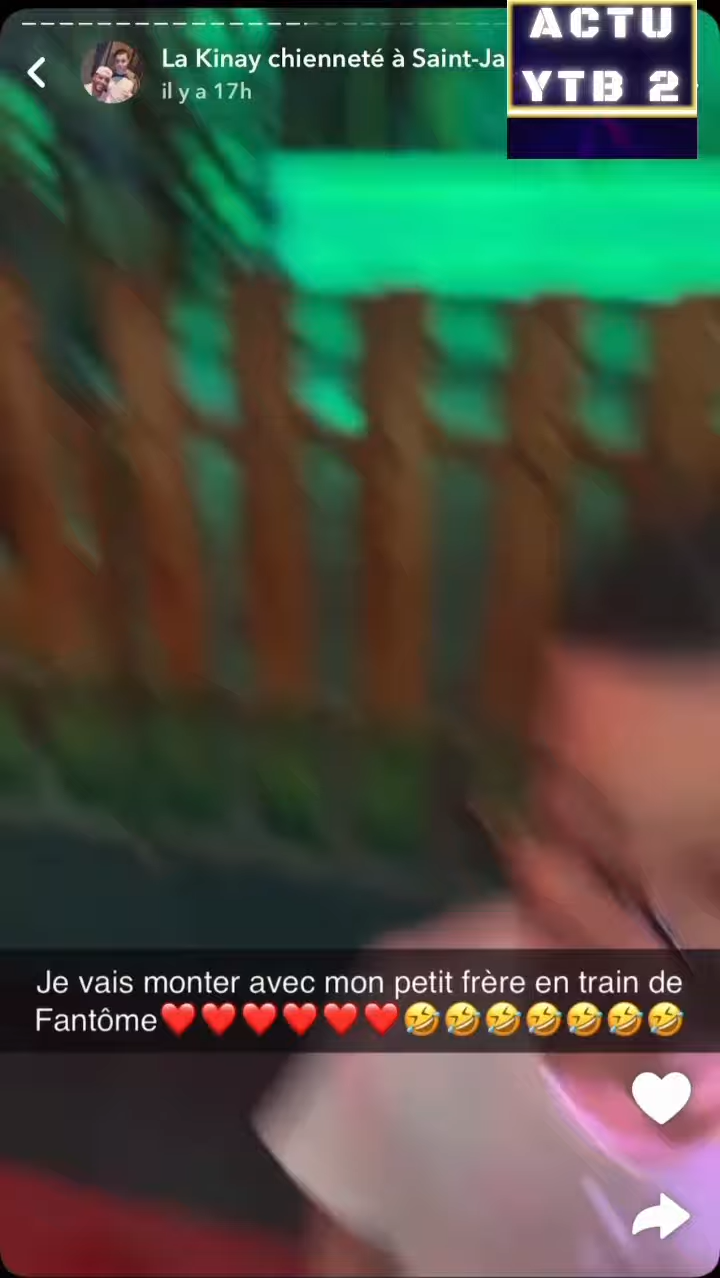 La Kinay chienneté à Saint-Ja
il y a 17h
ACTU
YTB 2
Je vais monter avec mon petit frère en train de
Fantôme❤️❤️❤️❤️❤️❤️🤣🤣🤣🤣🤣🤣🤣